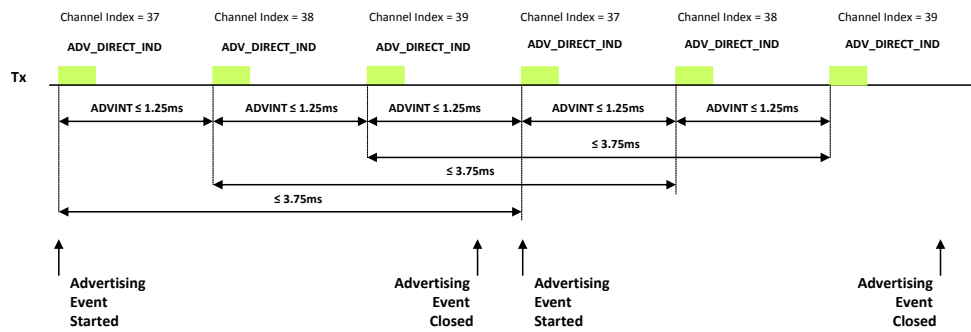 Channel Index = 37 Channel Index = 38 Channel Index = 39 Channel Index = 37 Channel Index = 38 Channel Index = 39
ADV_DIRECT_IND ADV_DIRECT_IND ADV_DIRECT_IND ADV_DIRECT_IND ADV_DIRECT_IND ADV_DIRECT_IND
Tx
ADVINT ≤ 1.25ms ADVINT ≤ 1.25ms ADVINT ≤ 1.25ms ADVINT ≤ 1.25ms ADVINT ≤ 1.25ms
≤ 3.75ms
≤ 3.75ms
≤ 3.75ms
Advertising Event Started
Advertising Event Closed
Advertising Event Started
Advertising Event Closed